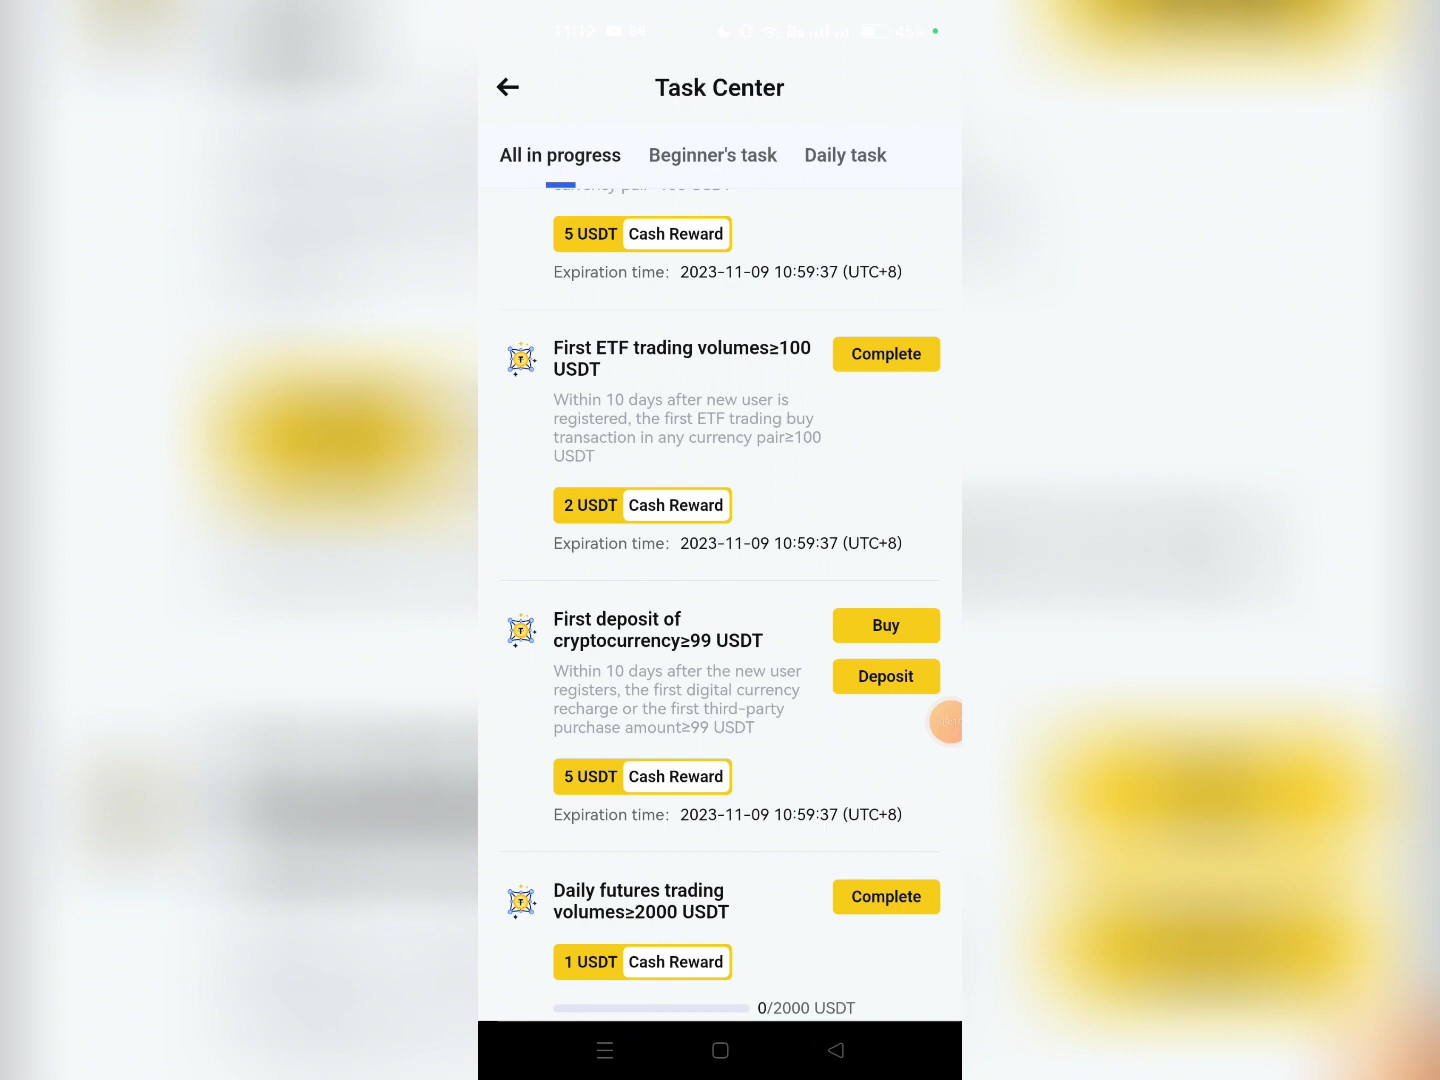 11:12
45%
Task Center
All in progress
Beginner's task
Daily task
5 USDT Cash Reward
Expiration time: 2023-11-09 10:59:37 (UTC+8)
First ETF trading volumes≥100
USDT
Complete
Within 10 days after new user is
registered, the first ETF trading buy
transaction in any currency pair≥100
USDT
2 USDT Cash Reward
Expiration time: 2023-11-09 10:59:37 (UTC+8)
First deposit of
cryptocurrency≥99 USDT
Buy
Deposit
Within 10 days after the new user
registers, the first digital currency
recharge or the first third-party
purchase amount≥99 USDT
5 USDT Cash Reward
Expiration time: 2023-11-09 10:59:37 (UTC+8)
Daily futures trading
volumes≥2000 USDT
Complete
1 USDT Cash Reward
0/2000 USDT